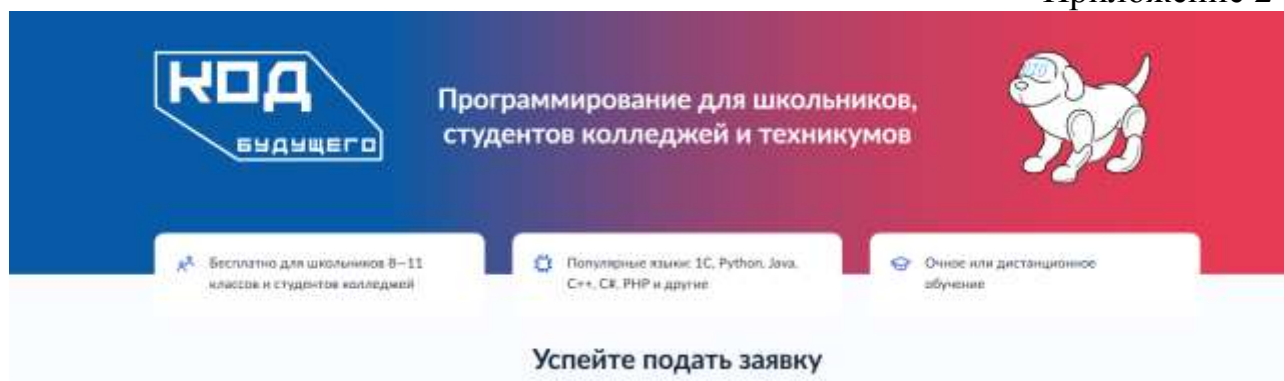 Приложение 2
КОД
БУДУЩЕГО
Программирование для школьников,
студентов колледжей и техникумов
Бесплатно для школьников 8–11
классов и студентов колледжей
Популярные языки: 1С, Python, Java,
C++, C#, PHP и другие
Очное или дистанционное
обучение
Успейте подать заявку